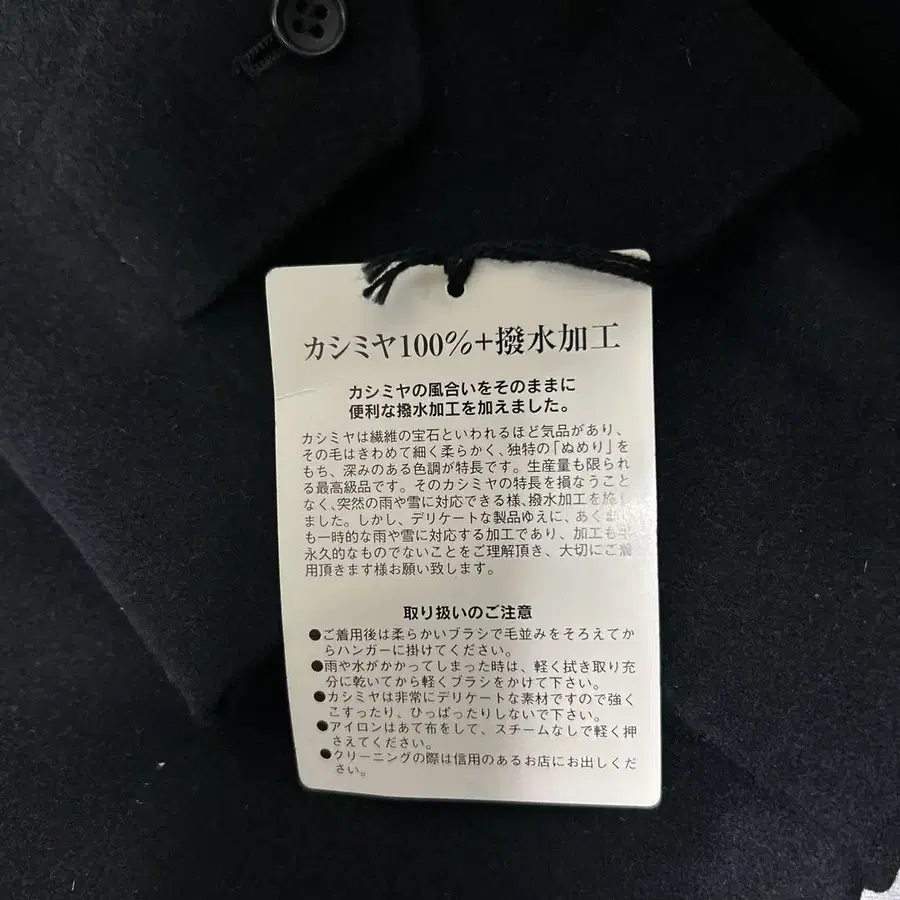 カシミヤ100%+撥水加工
カシミヤの風合いをそのままに
便利な撥水加工を加えました。
カシミヤは繊維の宝石といわれるほど気品があり、
その毛はきわめて細く柔らかく、独特の「ぬめり」を
もち、深みのある色調が特長です。生産量も限られ
る最高級品です。そのカシミヤの特長を損なうこと
なく、突然の雨や雪に対応できる様、撥水加工を施し
ました。しかし、デリケートな製品ゆえに、あくまで
も一時的な雨や雪に対応する加工であり、加工も半
永久的なものでないことをご理解頂き、大切にご着
用頂きます様お願い致します。
取り扱いのご注意
●ご着用後は柔らかいブラシで毛並みをそろえてか
らハンガーに掛けてください。
●雨や水がかかってしまった時は、軽く拭き取り充
分に乾いてから軽くブラシをかけて下さい。
●カシミヤは非常にデリケートな素材ですので強く
こすったり、ひっぱったりしないで下さい。
●アイロンはあて布をして、スチームなしで軽く押
さえてください。
●クリーニングの際は信用のあるお店にお出しくだ
さい。